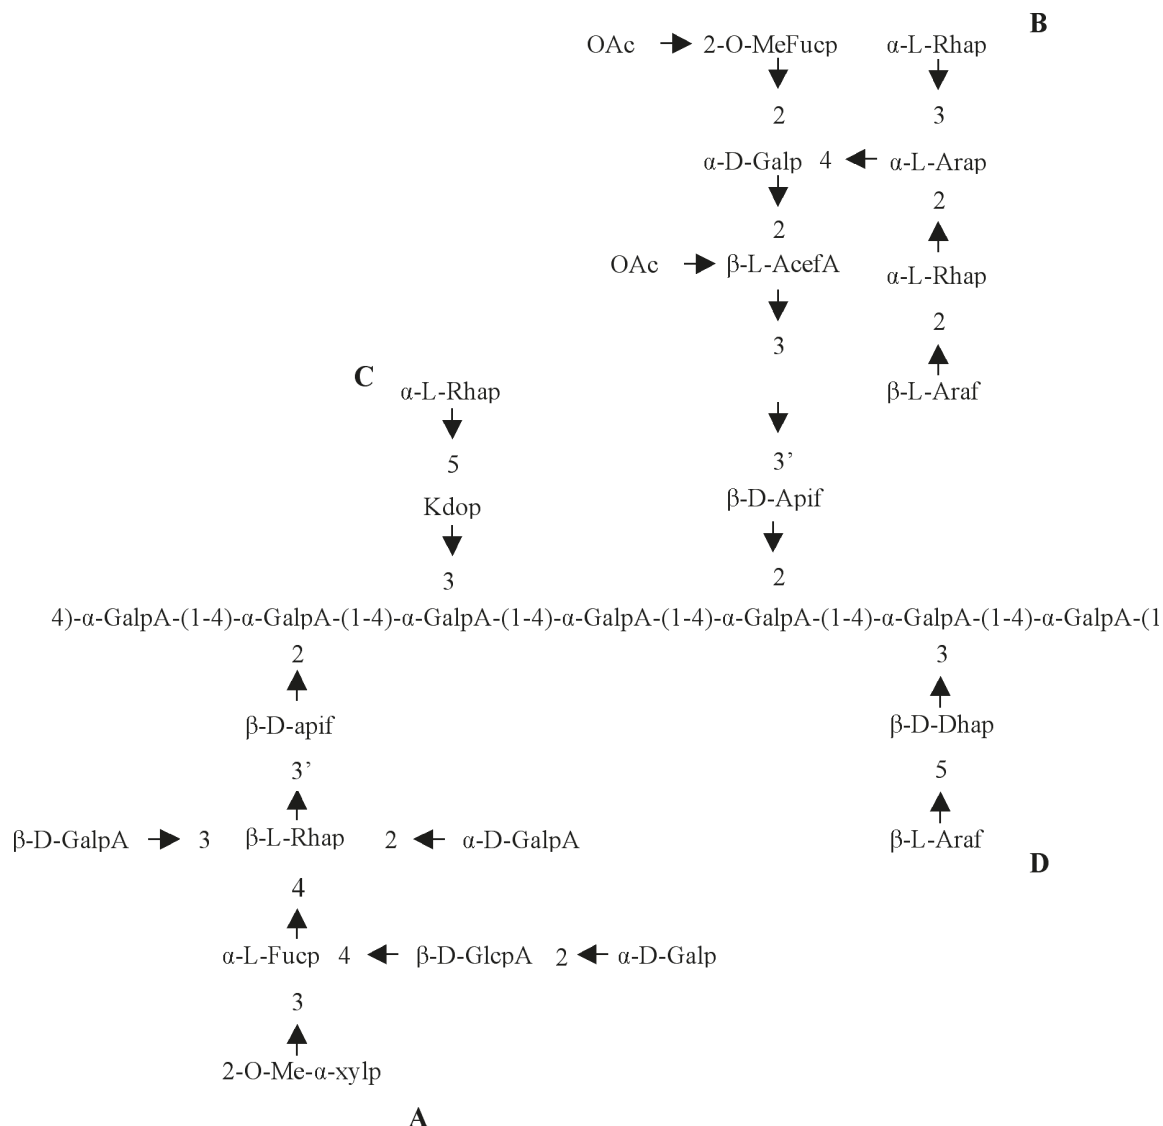 B
OAc 2-O-MeFucp α-L-Rhap
2 3
α-D-Galp 4 α-L-Arap
2
2
OAc β-L-AcefA
α-L-Rhap
2
3
C
α-L-Rhap
β-L-Araf
5
3’
Kdop
β-D-Apif
3 2
4)-α-GalpA-(1-4)-α-GalpA-(1-4)-α-GalpA-(1-4)-α-GalpA-(1-4)-α-GalpA-(1-4)-α-GalpA-(1-4)-α-GalpA-(1
2 3
β-D-apif β-D-Dhap
3’ 5
β-D-GalpA 3 β-L-Rhap 2 α-D-GalpA β-L-Araf
D
4
α-L-Fucp 4 β-D-GlcpA 2 α-D-Galp
3
2-O-Me-α-xylp
A